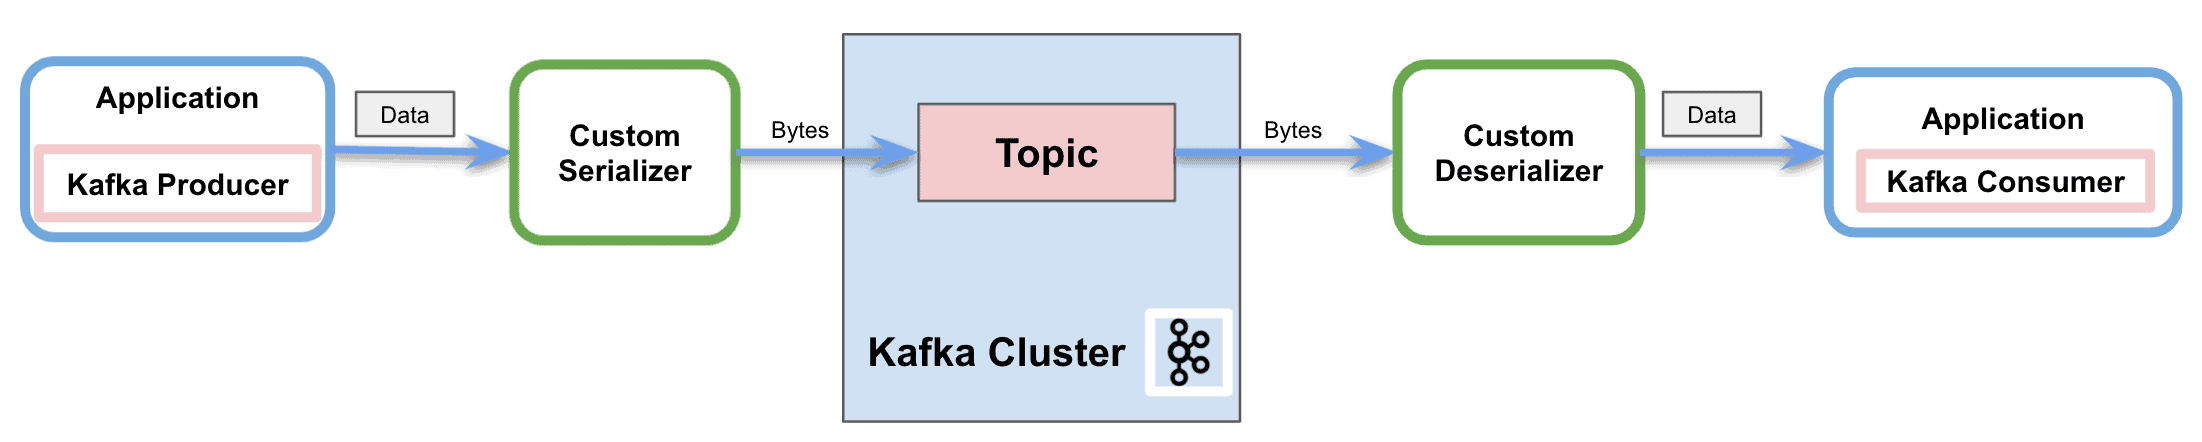 Application
Kafka Producer
Data
Custom
Serializer
Bytes
Topic
Kafka Cluster
Bytes
Custom
Deserializer
Data
Application
Kafka Consumer